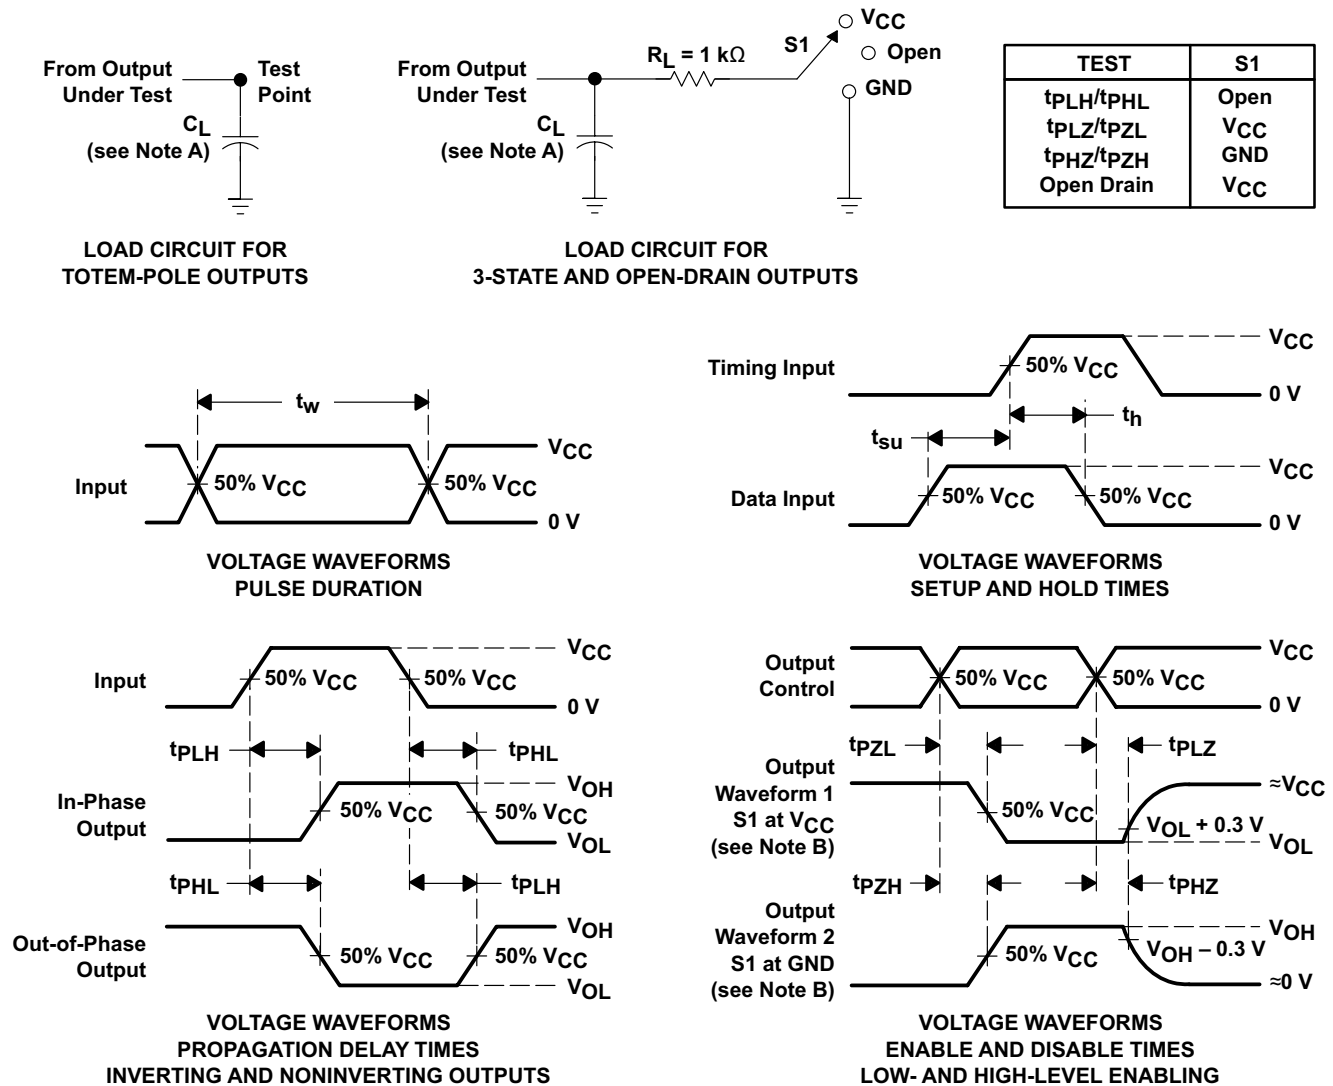 From Output
Under Test
Test
Point
CL
(see Note A)
LOAD CIRCUIT FOR
TOTEM-POLE OUTPUTS
From Output
Under Test
RL = 1 kΩ
S1
VCC
Open
GND
CL
(see Note A)
LOAD CIRCUIT FOR
3-STATE AND OPEN-DRAIN OUTPUTS
TEST S1
tPLH/tPHL Open
tPLZ/tPZL VCC
tPHZ/tPZH GND
Open Drain VCC
tw
Input
50% VCC
50% VCC
VCC
0 V
VOLTAGE WAVEFORMS
PULSE DURATION
Timing Input
50% VCC
VCC
0 V
tsu
th
Data Input
50% VCC
50% VCC
VCC
0 V
VOLTAGE WAVEFORMS
SETUP AND HOLD TIMES
Input
50% VCC
50% VCC
VCC
0 V
tPLH
tPHL
In-Phase
Output
50% VCC
50% VCC
VOH
VOL
tPHL
tPLH
Out-of-Phase
Output
50% VCC
50% VCC
VOH
VOL
VOLTAGE WAVEFORMS
PROPAGATION DELAY TIMES
INVERTING AND NONINVERTING OUTPUTS
Output
Control
50% VCC
50% VCC
VCC
0 V
tPZL
tPLZ
Output
Waveform 1
S1 at VCC
(see Note B)
50% VCC
VOL + 0.3 V
≈VCC
VOL
tPZH
tPHZ
Output
Waveform 2
S1 at GND
(see Note B)
50% VCC
VOH – 0.3 V
VOH
≈0 V
VOLTAGE WAVEFORMS
ENABLE AND DISABLE TIMES
LOW- AND HIGH-LEVEL ENABLING